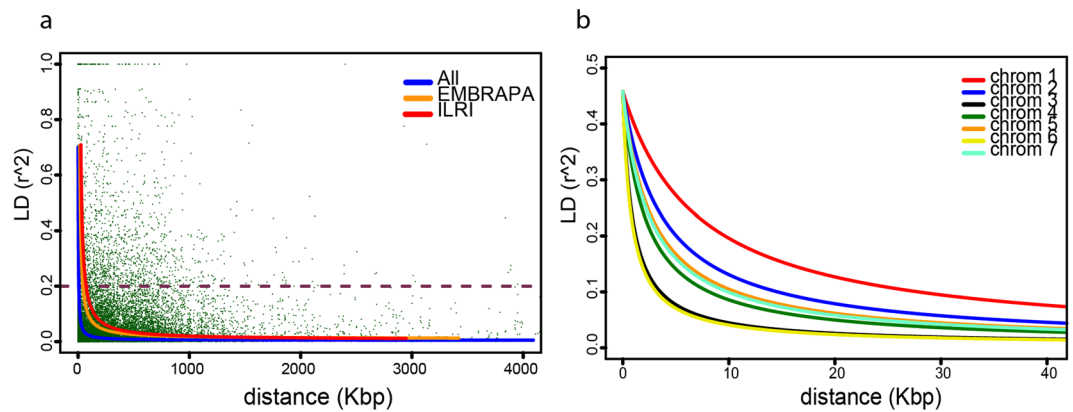 a
LD (r^2)
1.0
0.8
0.6
0.4
0.2
0.0
All
EMBRAPA
ILRI
0 1000 2000 3000 4000
distance (Kbp)
b
LD (r^2)
0.5
0.4
0.3
0.2
0.1
0.0
chrom 1
chrom 2
chrom 3
chrom 4
chrom 5
chrom 6
chrom 7
0 10 20 30 40
distance (Kbp)